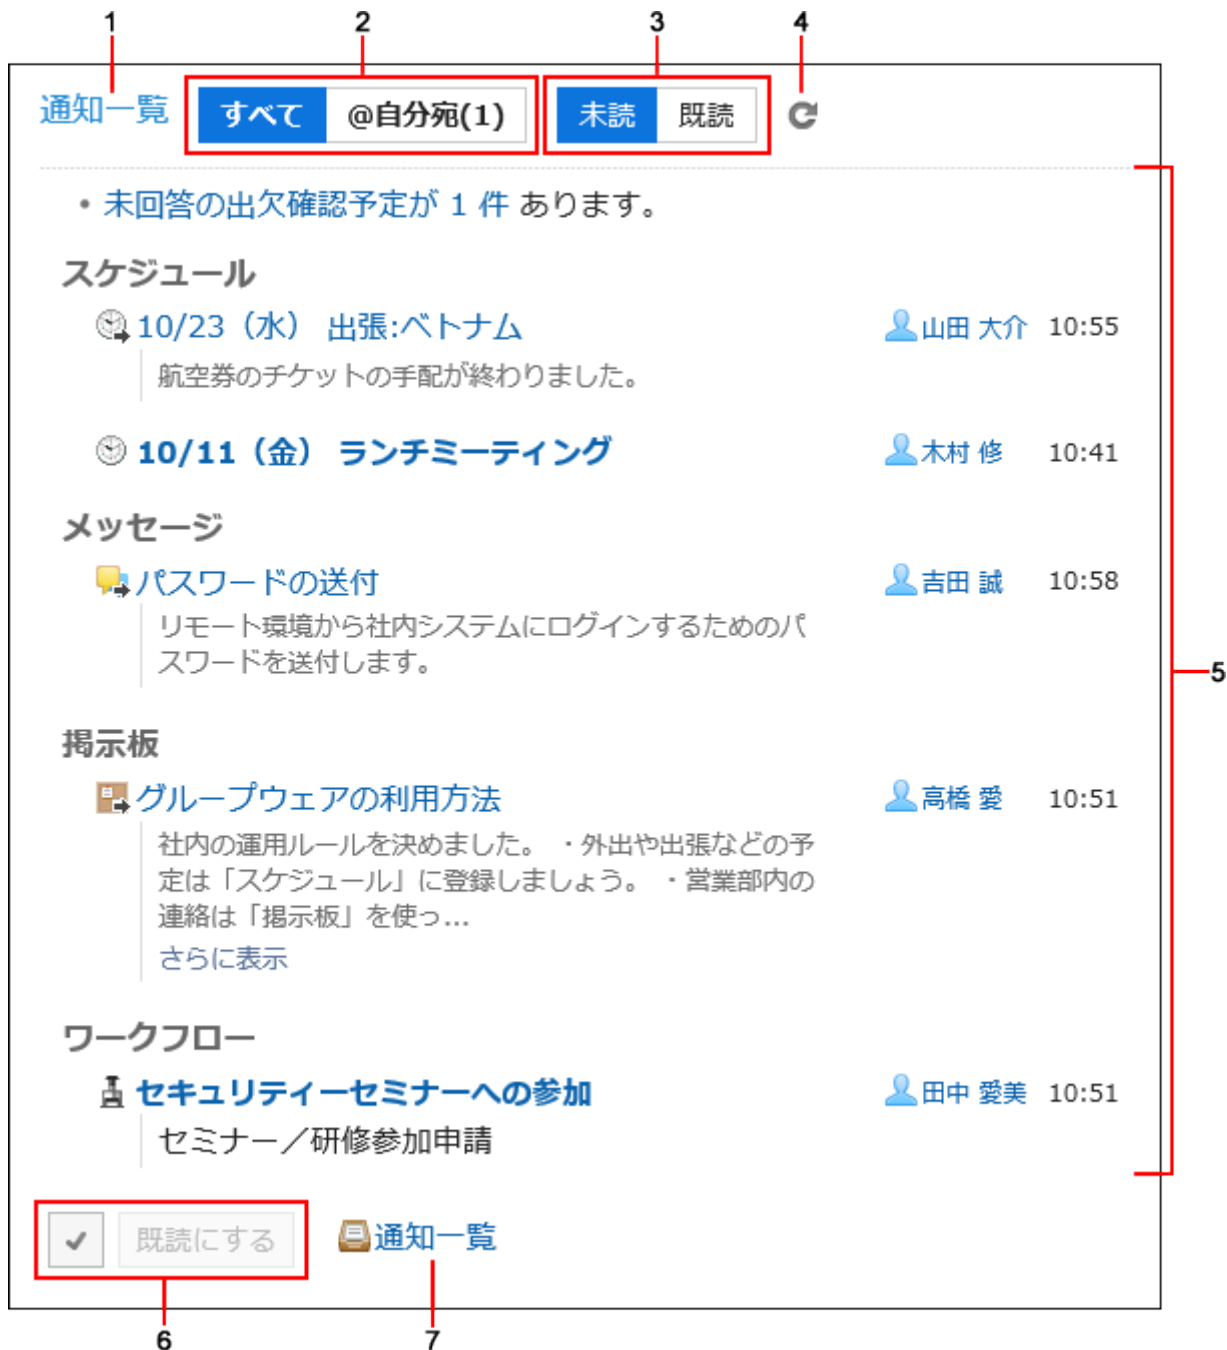 1 2 3 4
通知一覧 すべて @自分宛(1) 未読 既読
・未回答の出欠確認予定が 1 件 あります。
スケジュール
10/23（水） 出張:ベトナム 山田 大介 10:55
航空券のチケットの手配が終わりました。
10/11（金） ランチミーティング 木村 修 10:41
メッセージ
パスワードの送付 吉田 誠 10:58
リモート環境から社内システムにログインするためのパ
スワードを送付します。
5
掲示板
グループウェアの利用方法 高橋 愛 10:51
社内の運用ルールを決めました。 ・外出や出張などの予
定は「スケジュール」に登録しましょう。 ・営業部内の
連絡は「掲示板」を使っ...
さらに表示
ワークフロー
セキュリティーセミナーへの参加 田中 愛美 10:51
セミナー／研修参加申請
既読にする 通知一覧
6 7